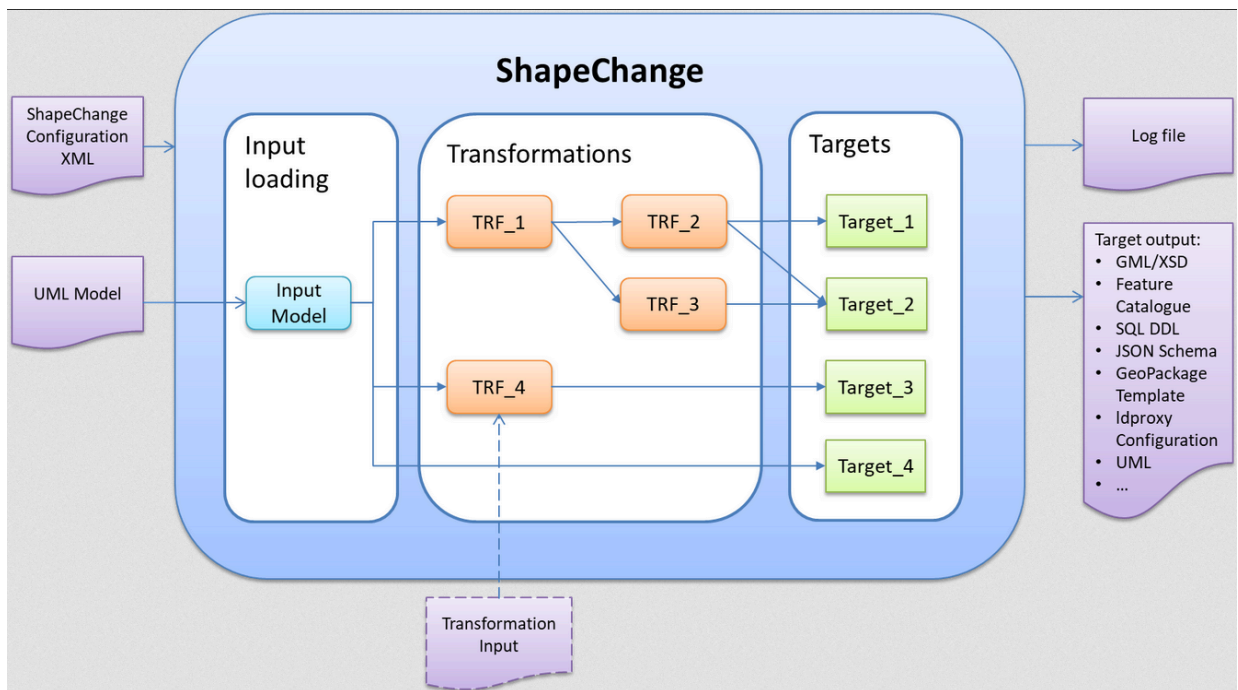 ShapeChange
ShapeChange
Configuration
XML
UML Model
Input
loading
Input
Model
Transformations
TRF_1
TRF_2
TRF_3
TRF_4
Targets
Target_1
Target_2
Target_3
Target_4
Transformation
Input
Log file
Target output:
• GML/XSD
• Feature
Catalogue
• SQL DDL
• JSON Schema
• GeoPackage
Template
• ldproxy
Configuration
• UML
• ...